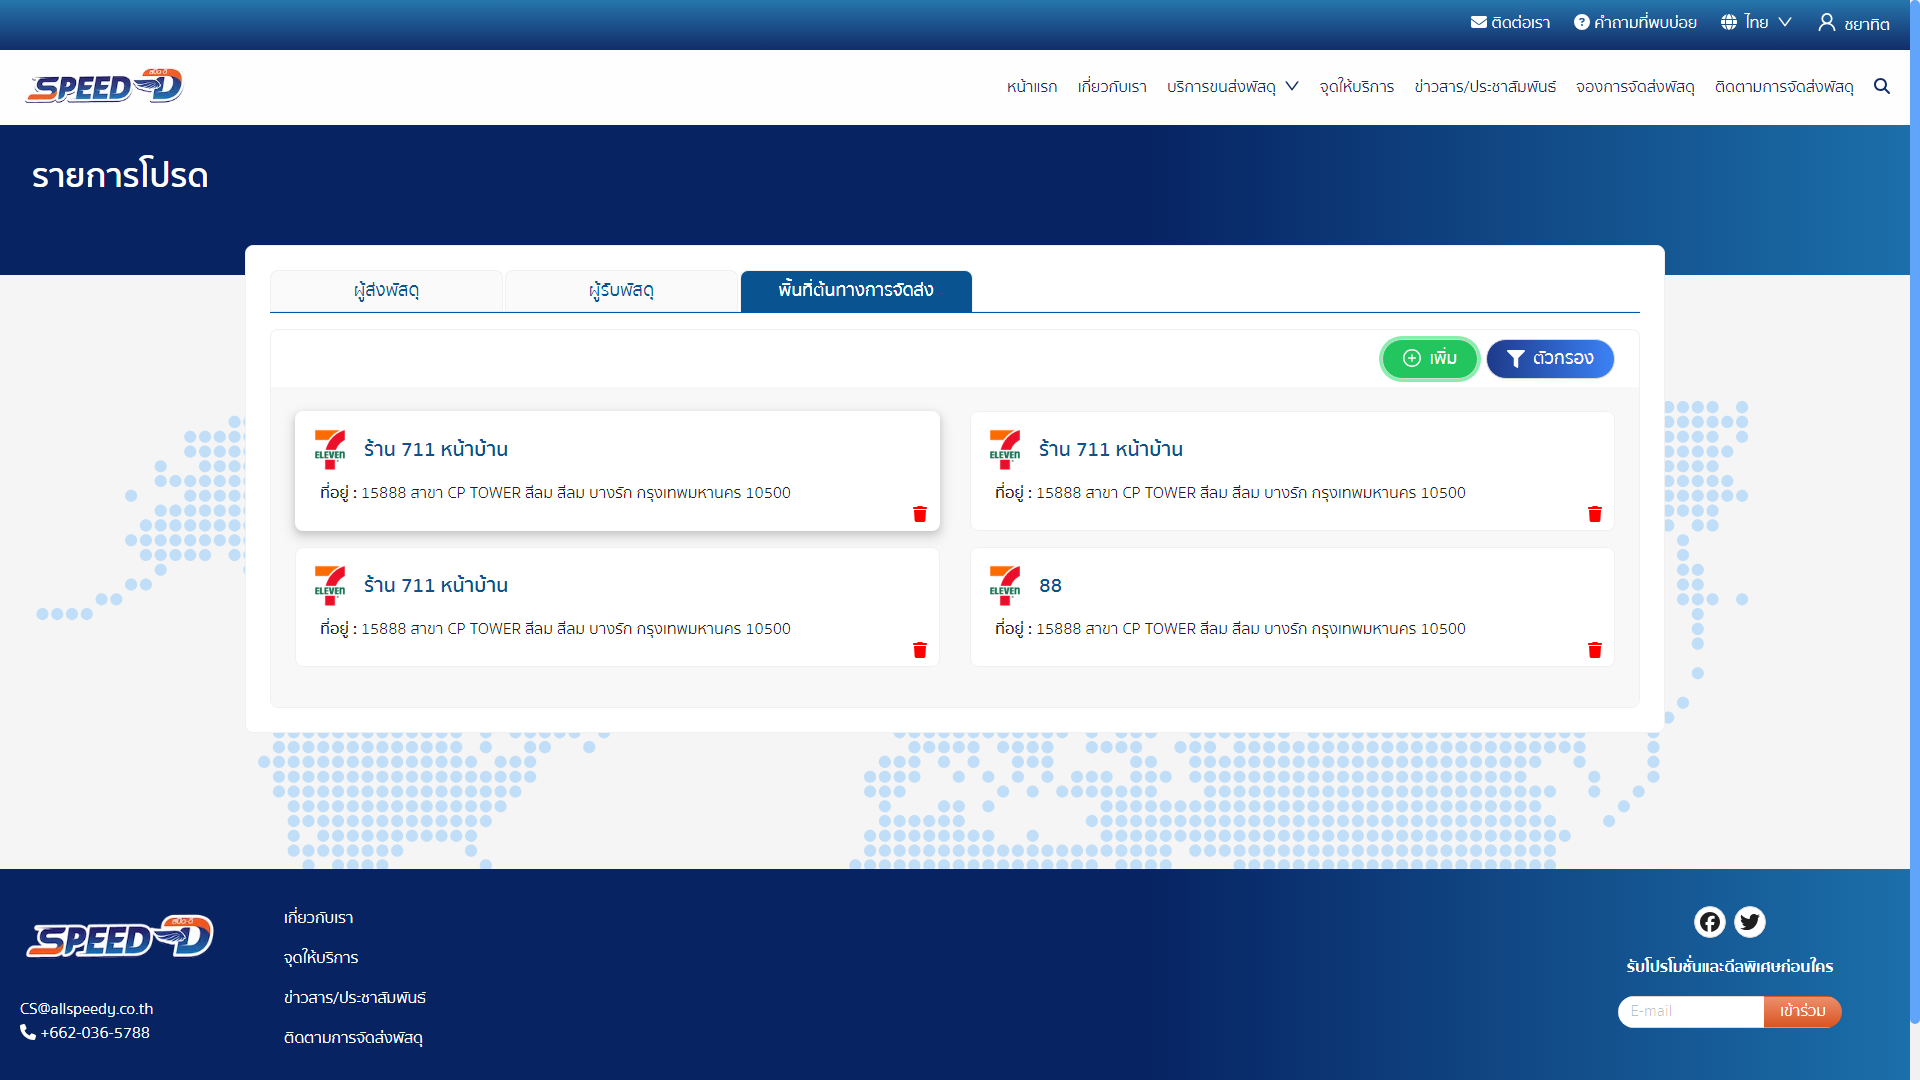 ติดต่อเรา
คำถามที่พบบ่อย
ไทย
ชยาทิต
SPEED-D
หน้าแรก
เกี่ยวกับเรา
บริการขนส่งพัสดุ
จุดให้บริการ
ข่าวสาร/ประชาสัมพันธ์
จองการจัดส่งพัสดุ
ติดตามการจัดส่งพัสดุ
รายการโปรด
ผู้ส่งพัสดุ
ผู้รับพัสดุ
พื้นที่ต้นทางการจัดส่ง
เพิ่ม
ตัวกรอง
7 ELEVEN
ร้าน 711 หน้าบ้าน
ที่อยู่ : 15888 สาขา CP TOWER สีลม สีลม บางรัก กรุงเทพมหานคร 10500
7 ELEVEN
ร้าน 711 หน้าบ้าน
ที่อยู่ : 15888 สาขา CP TOWER สีลม สีลม บางรัก กรุงเทพมหานคร 10500
7 ELEVEN
ร้าน 711 หน้าบ้าน
ที่อยู่ : 15888 สาขา CP TOWER สีลม สีลม บางรัก กรุงเทพมหานคร 10500
7 ELEVEN
88
ที่อยู่ : 15888 สาขา CP TOWER สีลม สีลม บางรัก กรุงเทพมหานคร 10500
SPEED-D
CS@allspeedy.co.th
+662-036-5788
เกี่ยวกับเรา
จุดให้บริการ
ข่าวสาร/ประชาสัมพันธ์
ติดตามการจัดส่งพัสดุ
รับโปรโมชั่นและดีลพิเศษก่อนใคร
E-mail
เข้าร่วม